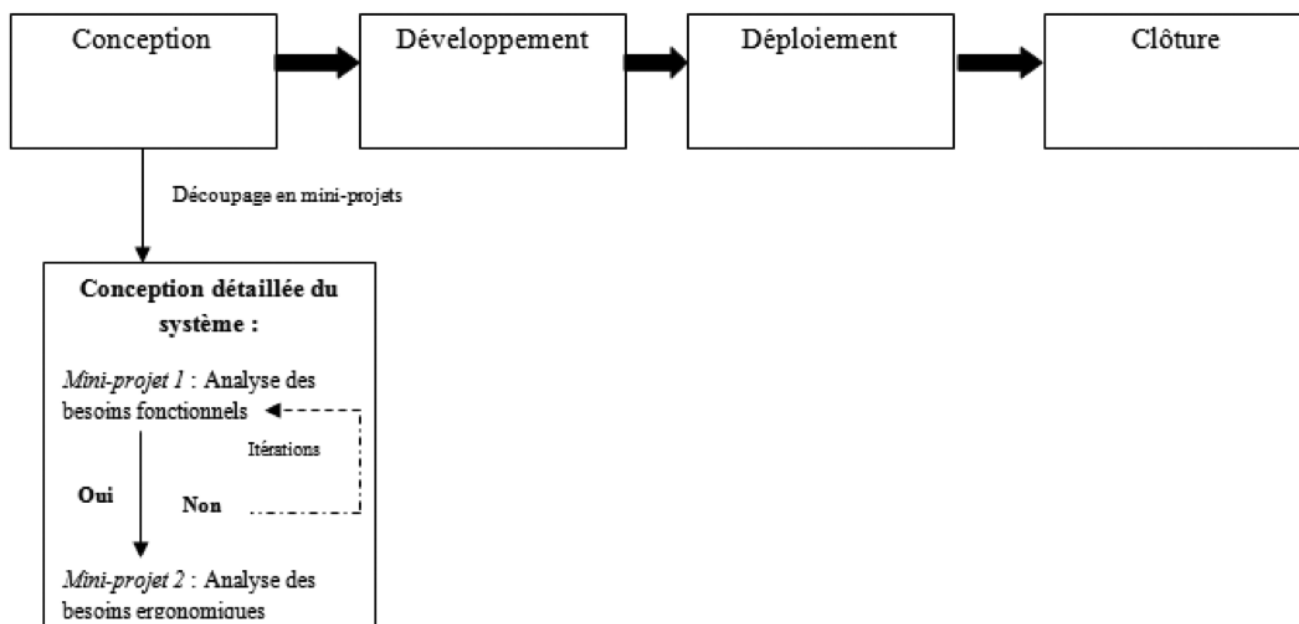 Conception
Développement
Déploiement
Clôture
Découpage en mini-projets
Conception détaillée du
système :
Mini-projet 1 : Analyse des
besoins fonctionnels
Itérations
Oui
Non
Mini-projet 2 : Analyse des
besoins ergonomiques